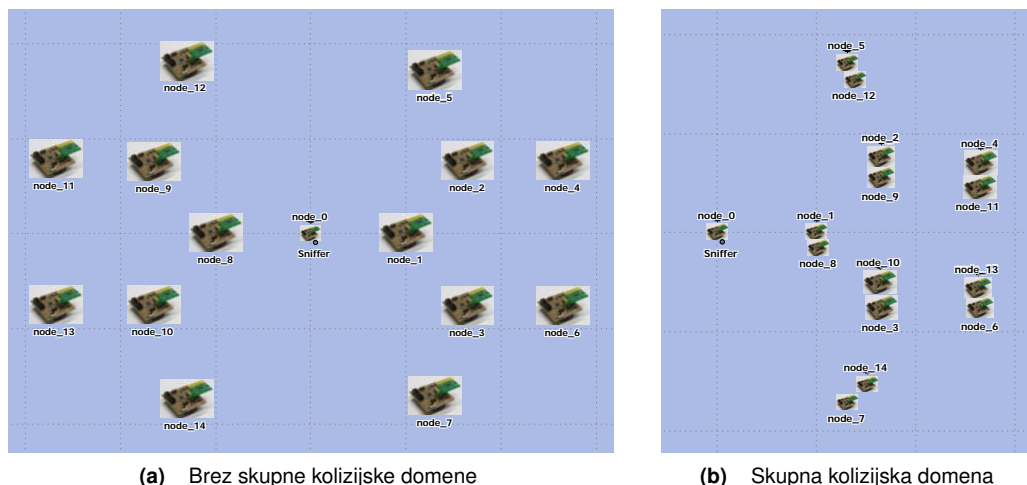 node_12
node_5
node_11
node_9
node_2
node_4
node_0
node_8
Sniffer
node_1
node_13
node_10
node_3
node_6
node_14
node_7
(a) Brez skupne kolizijske domene
node_5
node_12
node_2
node_4
node_9
node_11
node_0
node_1
Sniffer
node_8
node_10
node_13
node_3
node_6
node_14
node_7
(b) Skupna kolizijska domena